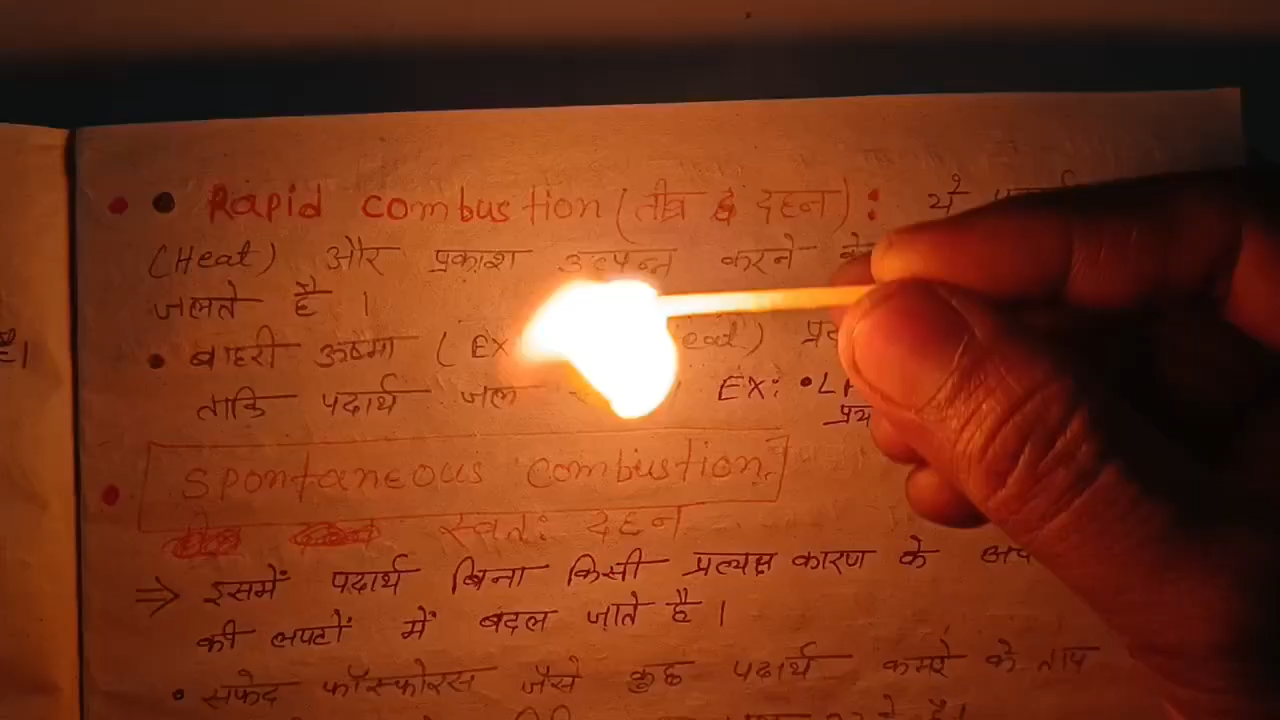 Rapid combustion (तीव्र दहन): ये
(Heat) और प्रकाश उत्पन्न करने के
जलते है ।
बाहरी ऊष्मा ( EX eat)
ताकि पदार्थ जल EX:
Spontaneous Combustion
स्वतः दहन
⇒ इसमें पदार्थ बिना किसी प्रत्यक्ष कारण के
की लपटों में बदल जाते है ।
सफेद फॉस्फोरस जैसे कुछ पदार्थ कमरे के ताप